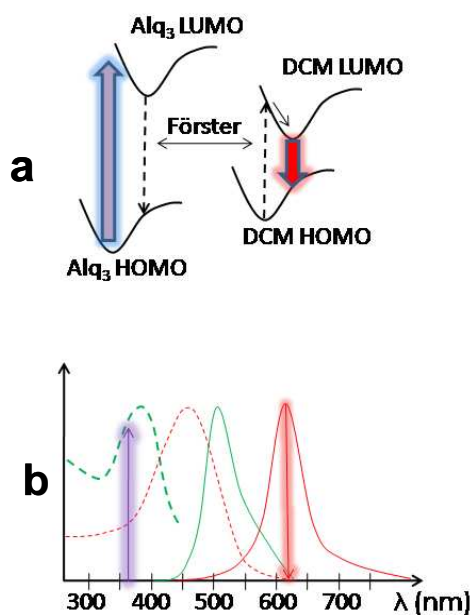 Alq₃ LUMO
DCM LUMO
Förster
a
DCM HOMO
Alq₃ HOMO
b
300 400 500 600 700 λ (nm)